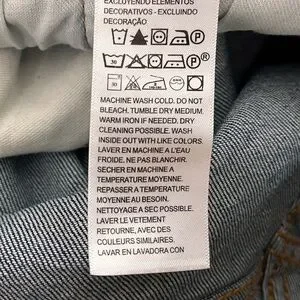 EXCLUYENDO ELEMENTOS
DECORATIVOS - EXCLUINDO
DECORAÇÃO
P
30
P
30
MACHINE WASH COLD. DO NOT
BLEACH. TUMBLE DRY MEDIUM.
WARM IRON IF NEEDED. DRY
CLEANING POSSIBLE. WASH
INSIDE OUT WITH LIKE COLORS.
LAVER EN MACHINE A L'EAU
FROIDE. NE PAS BLANCHIR.
SECHER EN MACHINE A
TEMPERATURE MOYENNE.
REPASSER A TEMPERATURE
MOYENNE AU BESOIN.
NETTOYAGE A SEC POSSIBLE.
LAVER LE VETEMENT
RETOURNE, AVEC DES
COULEURS SIMILAIRES.
LAVAR EN LAVADORA CON